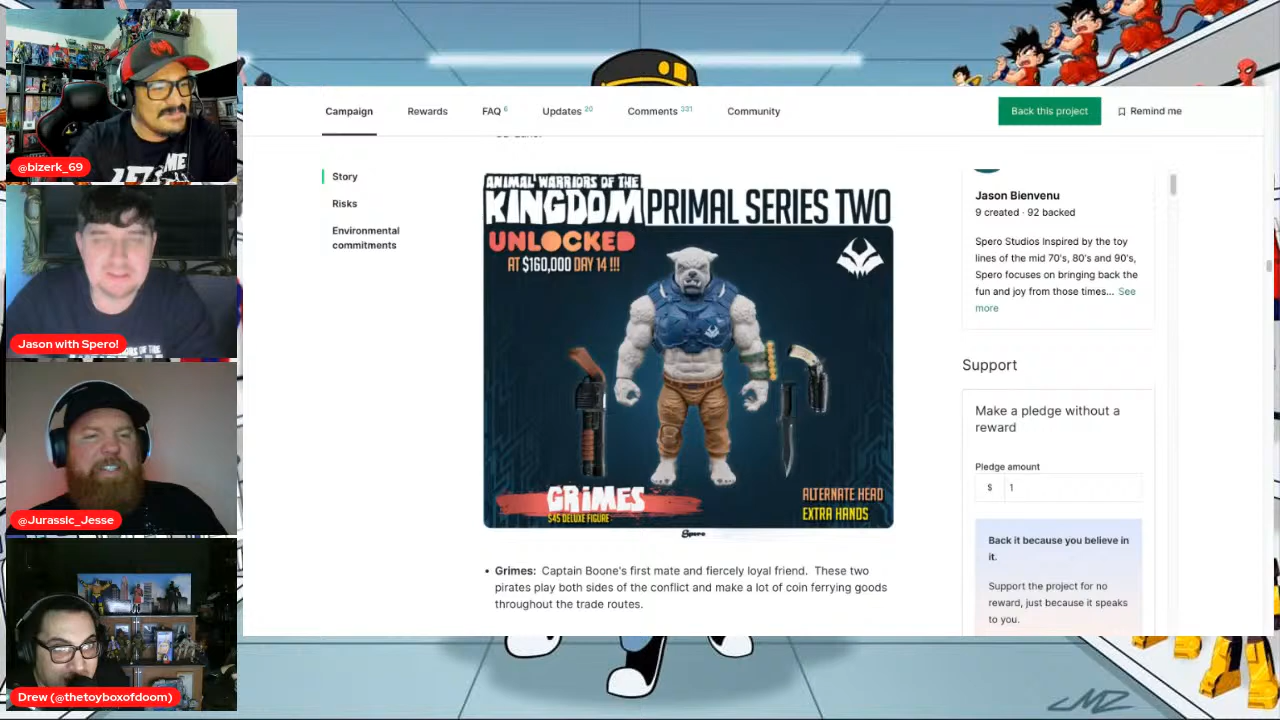 @bizerk_69
Jason with Spero!
@JurassIc_Jesse
Drew (@thetoyboxofdoom)
Campaign
Rewards
FAQ 6
Updates 20
Comments 331
Community
Back this project
Remind me
Story
Risks
Environmental
commitments
ANIMAL WARRIORS OF THE
KINGDOM PRIMAL SERIES TWO
UNLOCKED
AT $160,000 DAY 14 !!!
GRIMES
$45 DELUXE FIGURE
ALTERNATE HEAD
EXTRA HANDS
Spero
• Grimes: Captain Boone's first mate and fiercely loyal friend. These two
pirates play both sides of the conflict and make a lot of coin ferrying goods
throughout the trade routes.
Jason Bienvenu
9 created · 92 backed
Spero Studios Inspired by the toy
lines of the mid 70's, 80's and 90's,
Spero focuses on bringing back the
fun and joy from those times... See
more
Support
Make a pledge without a
reward
Pledge amount
$ 1
Back it because you believe in
it.
Support the project for no
reward, just because it speaks
to you.